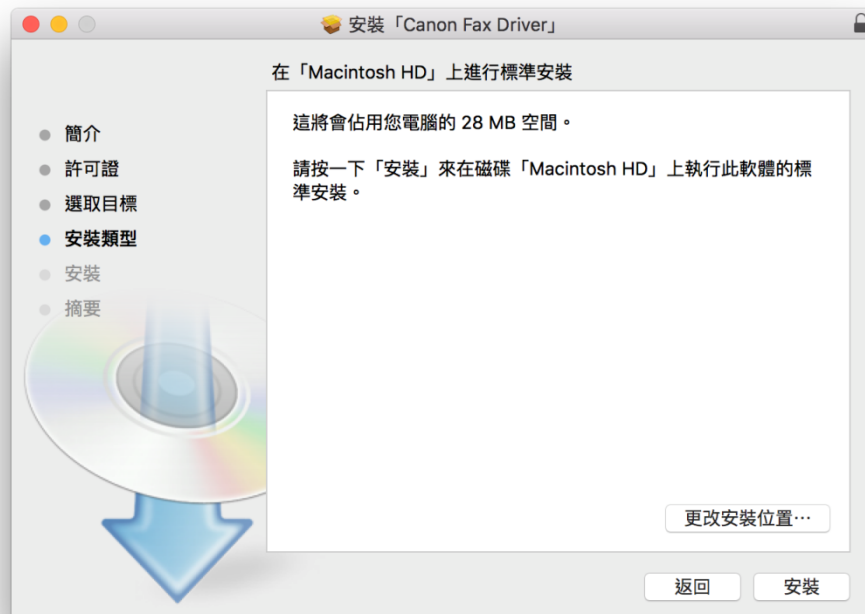 安裝「Canon Fax Driver」
在「Macintosh HD」上進行標準安裝
簡介
許可證
選取目標
安裝類型
安裝
摘要
這將會佔用您電腦的 28 MB 空間。
請按一下「安裝」來在磁碟「Macintosh HD」上執行此軟體的標
準安裝。
更改安裝位置⋯
返回
安裝